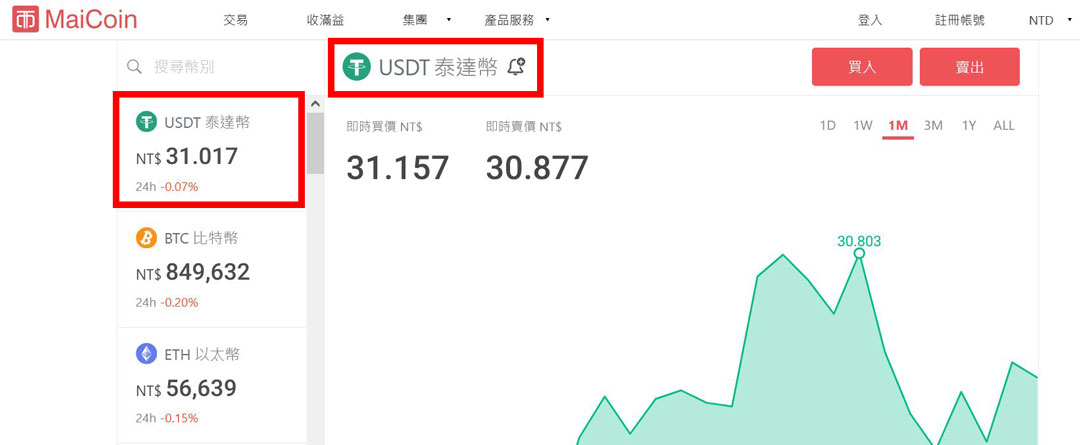 MaiCoin 交易 收滿益 集團 產品服務 登入 註冊帳號 NTD
搜尋幣別
USDT 泰達幣
NT$ 31.017
24h -0.07%
BTC 比特幣
NT$ 849,632
24h -0.20%
ETH 以太幣
NT$ 56,639
24h -0.15%
USDT 泰達幣
買入 賣出
即時買價 NT$ 即時賣價 NT$
31.157 30.877
1D 1W 1M 3M 1Y ALL
30.803